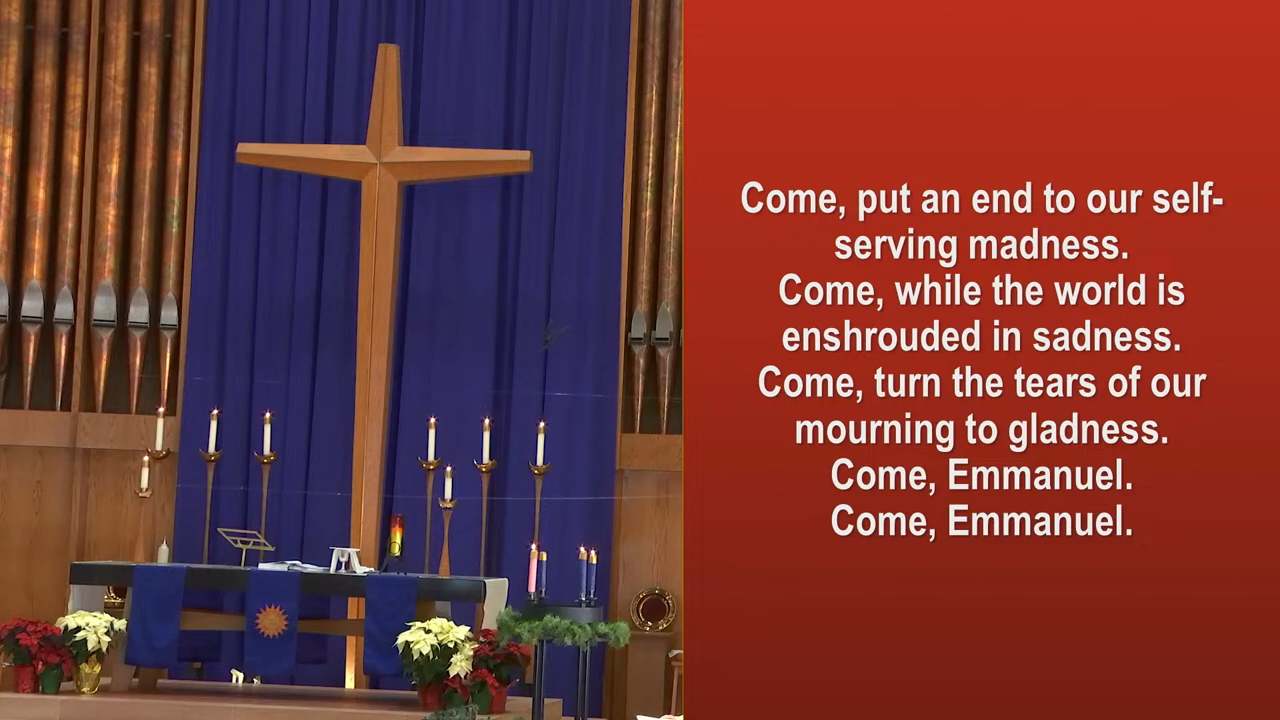 Come, put an end to our self-
serving madness.
Come, while the world is
enshrouded in sadness.
Come, turn the tears of our
mourning to gladness.
Come, Emmanuel.
Come, Emmanuel.